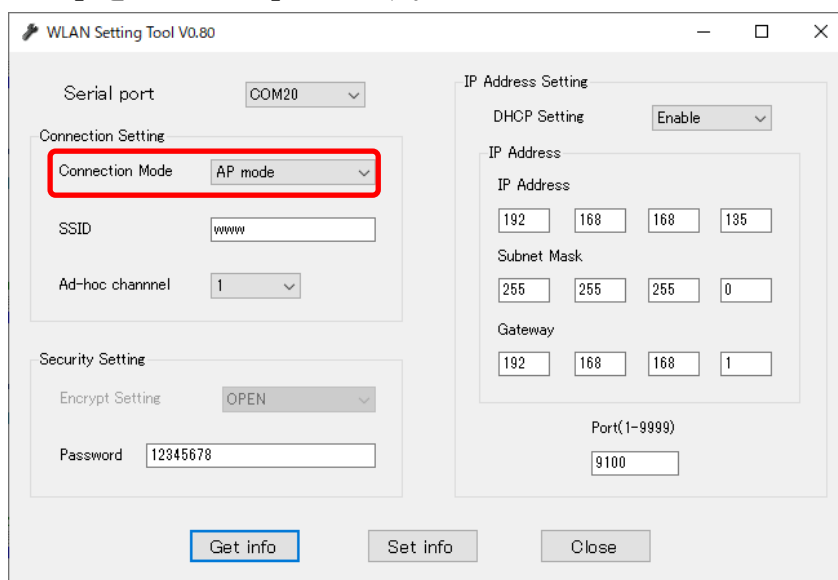 WLAN Setting Tool V0.80
Serial port COM20
Connection Setting
Connection Mode AP mode
SSID www
Ad-hoc channnel 1
Security Setting
Encrypt Setting OPEN
Password 12345678
IP Address Setting
DHCP Setting Enable
IP Address
IP Address
192 168 168 135
Subnet Mask
255 255 255 0
Gateway
192 168 168 1
Port(1-9999)
9100
Get info Set info Close